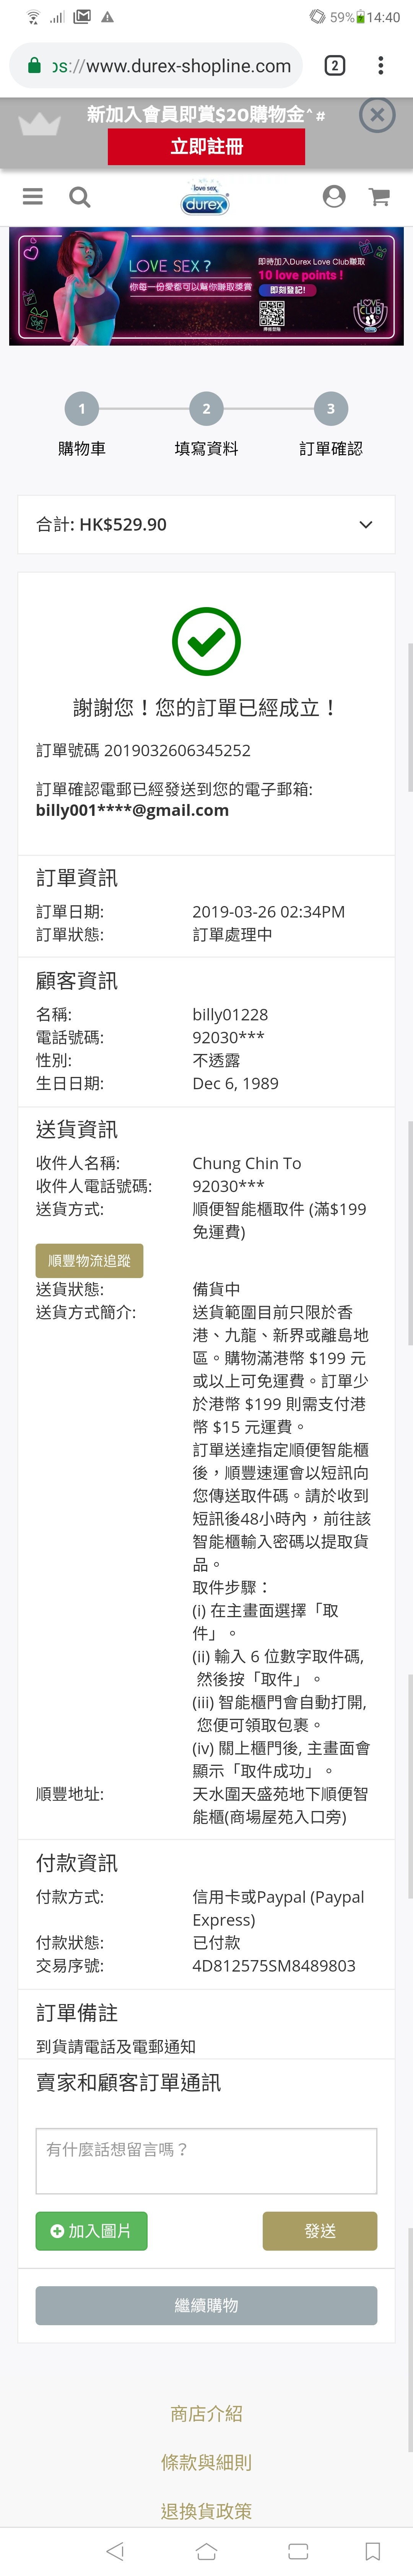 59% 14:40
ps://www.durex-shopline.com
2
新加入會員即賞$20購物金^#
立即註冊
love sex
durex
LOVE SEX?
你每一份愛都可以幫你賺取獎賞
即時加入Durex Love Club賺取
10 love points !
即刻登記!
LOVE CLUB
1 2 3
購物車 填寫資料 訂單確認
合計: HK$529.90
謝謝您！您的訂單已經成立！
訂單號碼 2019032606345252
訂單確認電郵已經發送到您的電子郵箱:
billy001****@gmail.com
訂單資訊
訂單日期: 2019-03-26 02:34PM
訂單狀態: 訂單處理中
顧客資訊
名稱: billy01228
電話號碼: 92030***
性別: 不透露
生日日期: Dec 6, 1989
送貨資訊
收件人名稱: Chung Chin To
收件人電話號碼: 92030***
送貨方式: 順便智能櫃取件 (滿$199
免運費)
順豐物流追蹤
送貨狀態: 備貨中
送貨方式簡介: 送貨範圍目前只限於香
港、九龍、新界或離島地
區。購物滿港幣 $199 元
或以上可免運費。訂單少
於港幣 $199 則需支付港
幣 $15 元運費。
訂單送達指定順便智能櫃
後，順豐速運會以短訊向
您傳送取件碼。請於收到
短訊後48小時內，前往該
智能櫃輸入密碼以提取貨
品。
取件步驟：
(i) 在主畫面選擇「取
件」。
(ii) 輸入 6 位數字取件碼,
然後按「取件」。
(iii) 智能櫃門會自動打開,
您便可領取包裹。
(iv) 關上櫃門後, 主畫面會
顯示「取件成功」。
順豐地址: 天水圍天盛苑地下順便智
能櫃(商場屋苑入口旁)
付款資訊
付款方式: 信用卡或Paypal (Paypal
Express)
付款狀態: 已付款
交易序號: 4D812575SM8489803
訂單備註
到貨請電話及電郵通知
賣家和顧客訂單通訊
有什麼話想留言嗎？
加入圖片 發送
繼續購物
商店介紹
條款與細則
退換貨政策